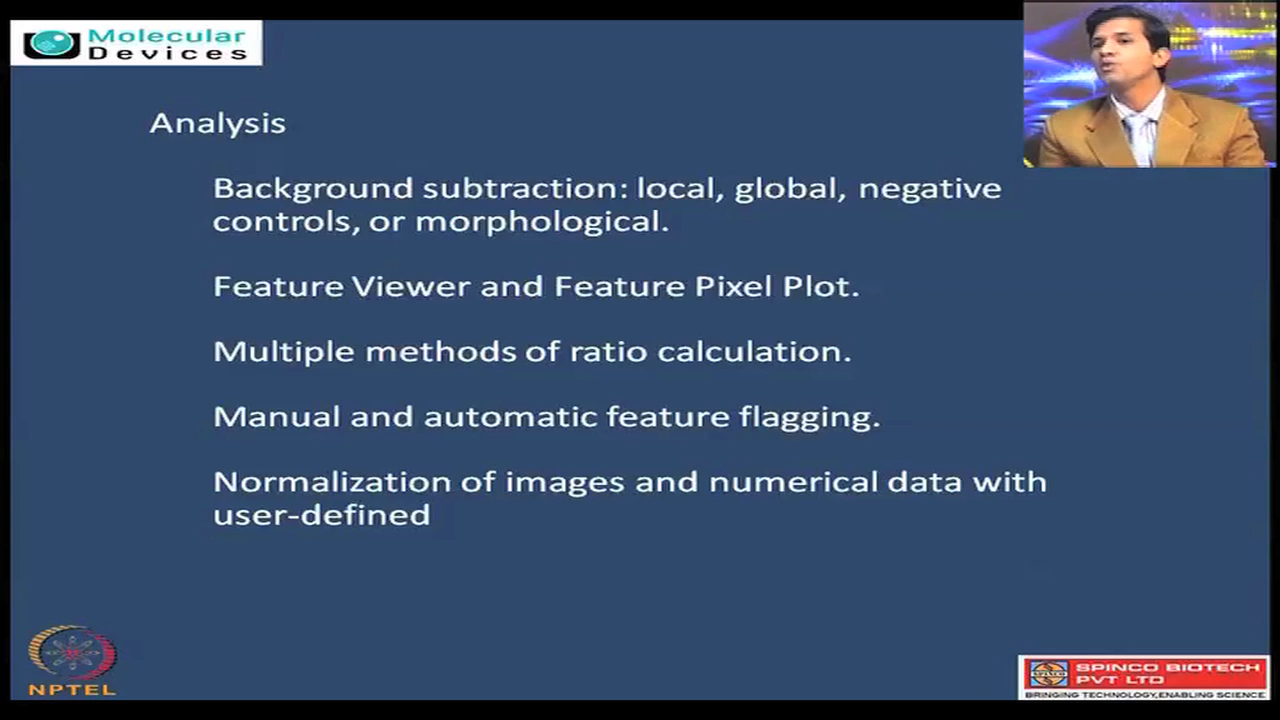 Molecular
Devices
Analysis
Background subtraction: local, global, negative
controls, or morphological.
Feature Viewer and Feature Pixel Plot.
Multiple methods of ratio calculation.
Manual and automatic feature flagging.
Normalization of images and numerical data with
user-defined
NPTEL
SPINCO
SPINCO BIOTECH
PVT LTD
BRINGING TECHNOLOGY, ENABLING SCIENCE